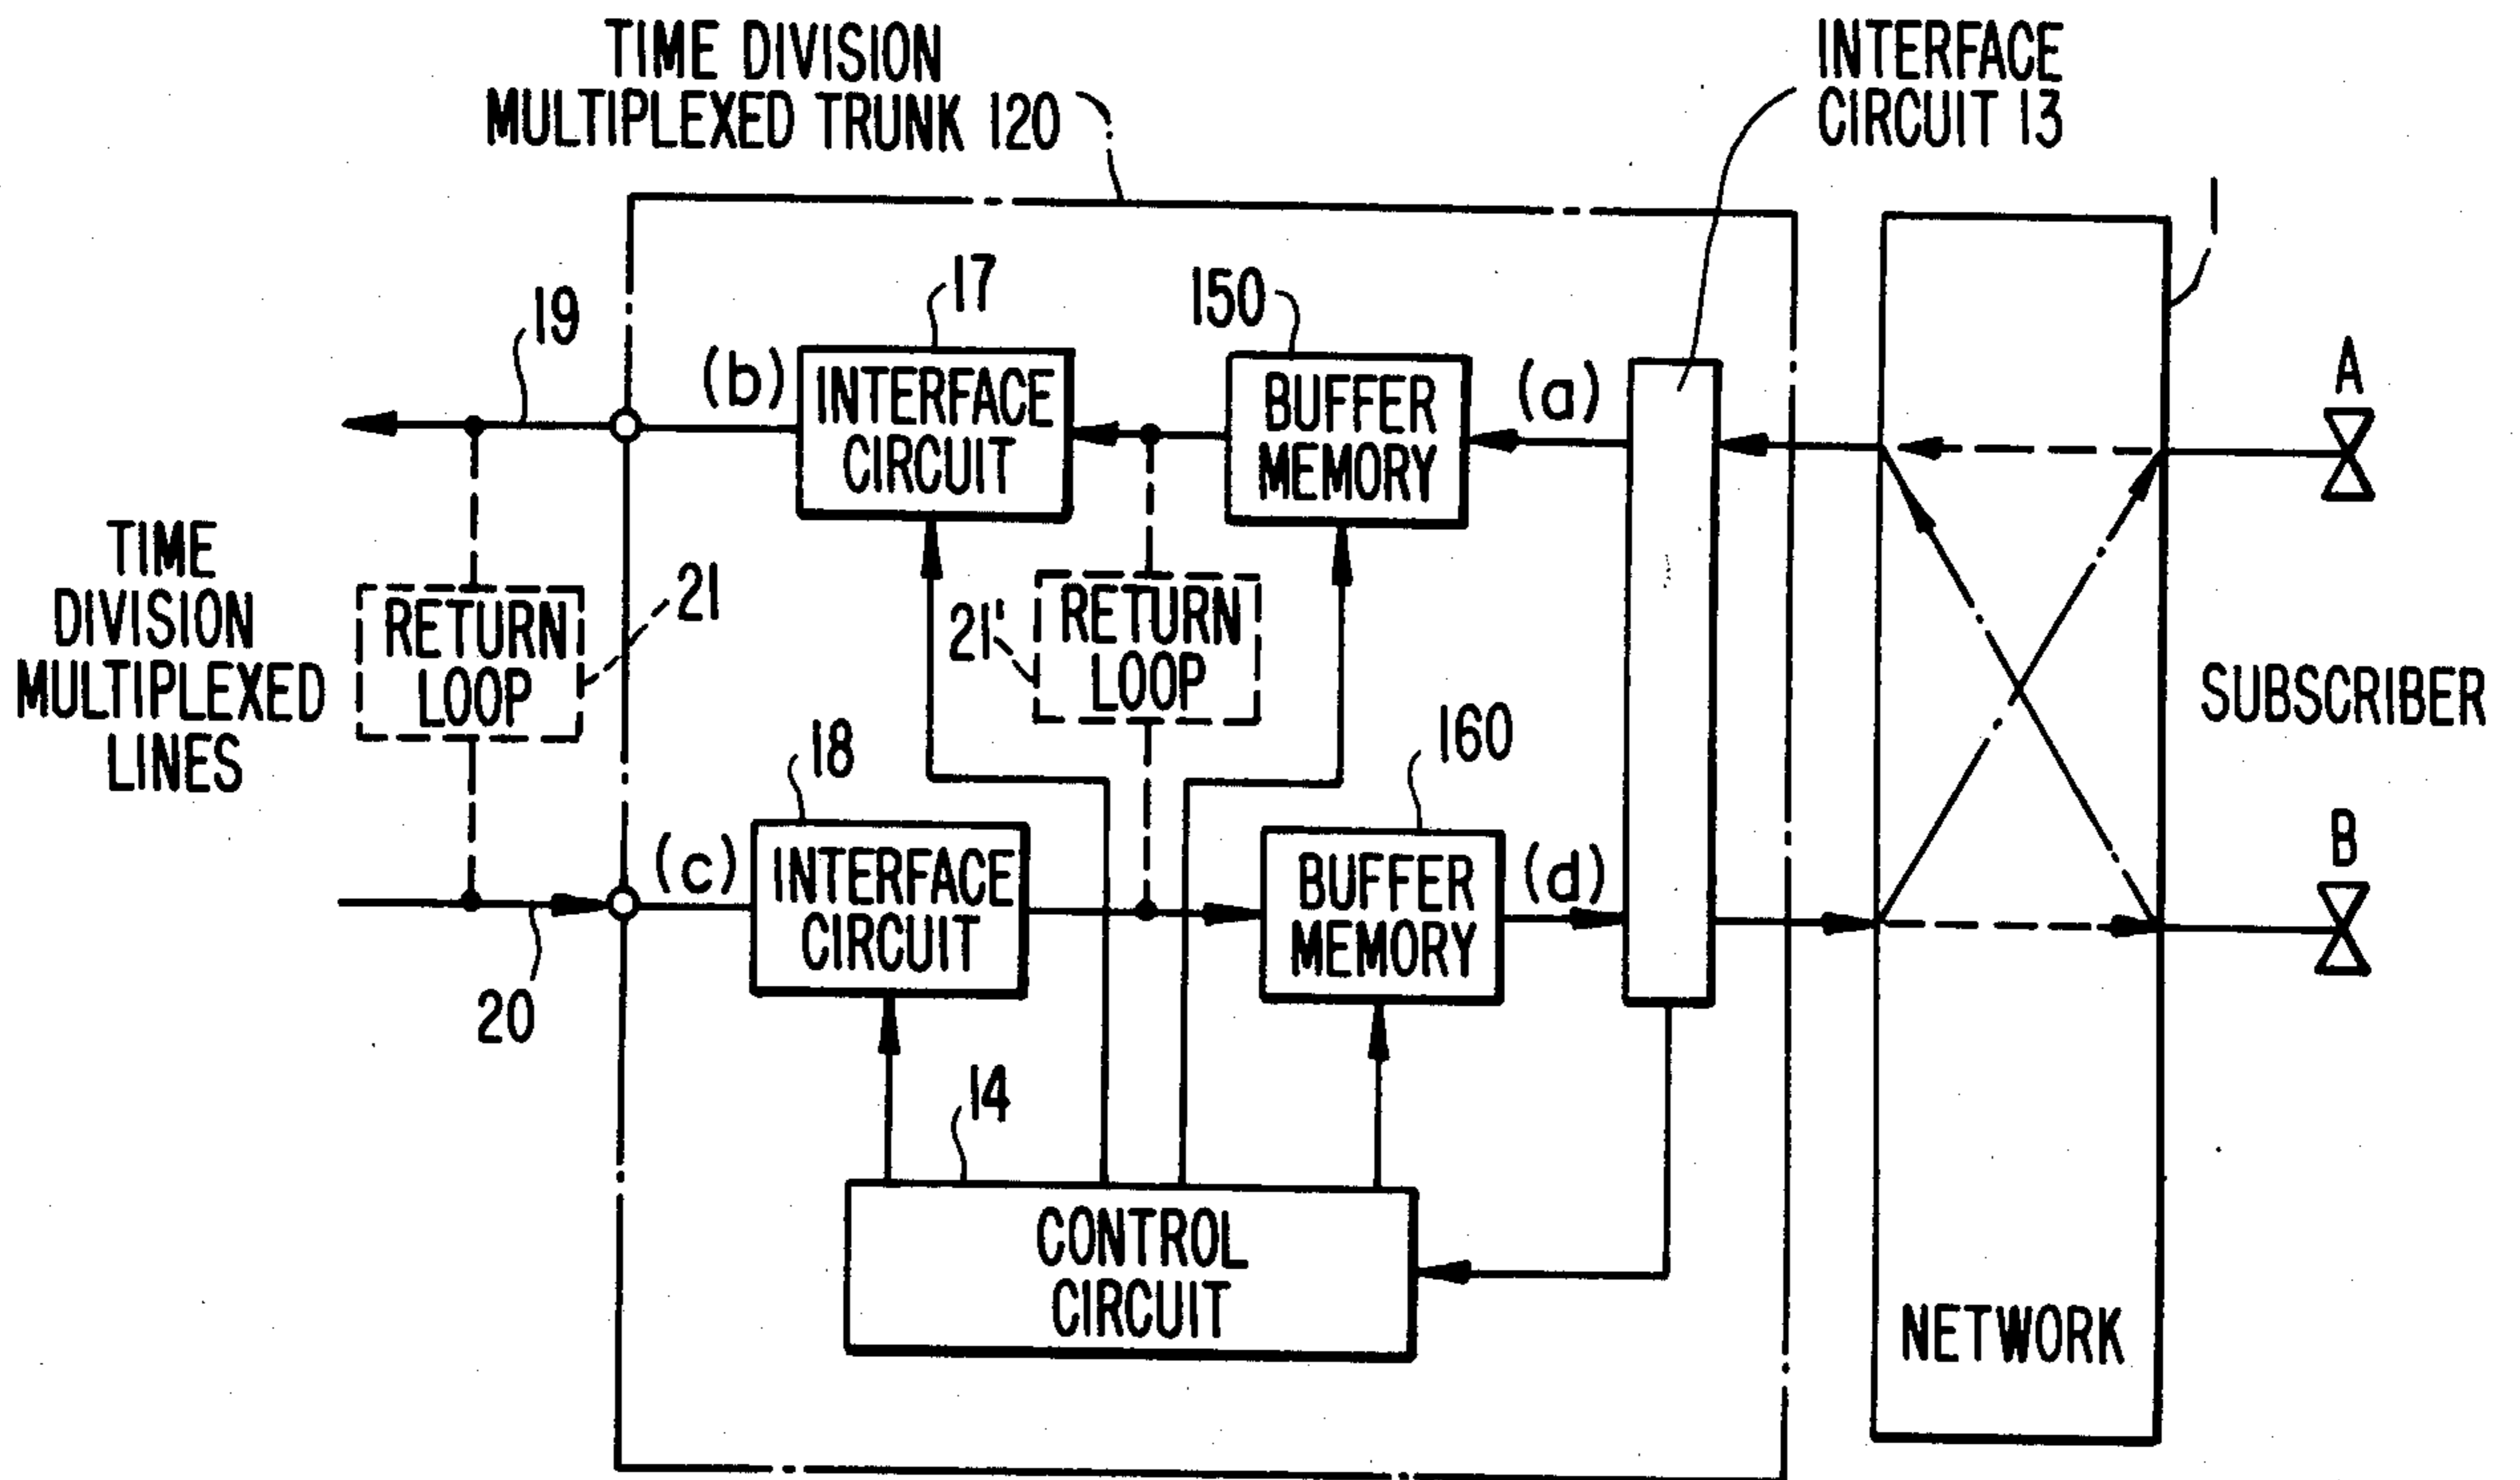 TIME DIVISION
MULTIPLEXED TRUNK 120
INTERFACE
CIRCUIT 13
1
19
(b)
17
INTERFACE
CIRCUIT
150
BUFFER
MEMORY
(a)
A
TIME
DIVISION
MULTIPLEXED
LINES
RETURN
LOOP
21
21'
RETURN
LOOP
SUBSCRIBER
20
(c)
18
INTERFACE
CIRCUIT
160
BUFFER
MEMORY
(d)
B
14
CONTROL
CIRCUIT
NETWORK